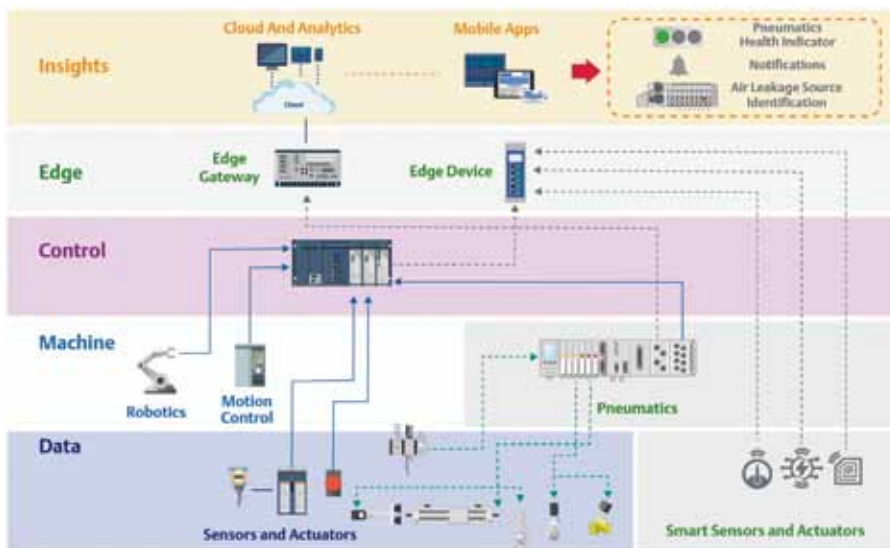 Cloud And Analytics
Mobile Apps
Pneumatics
Health Indicator
Insights
Notifications
Cloud
Air Leakage Source
Identification
Edge
Edge
Gateway
Edge Device
Control
Machine
Robotics
Motion
Control
Pneumatics
Data
Sensors and Actuators
Smart Sensors and Actuators